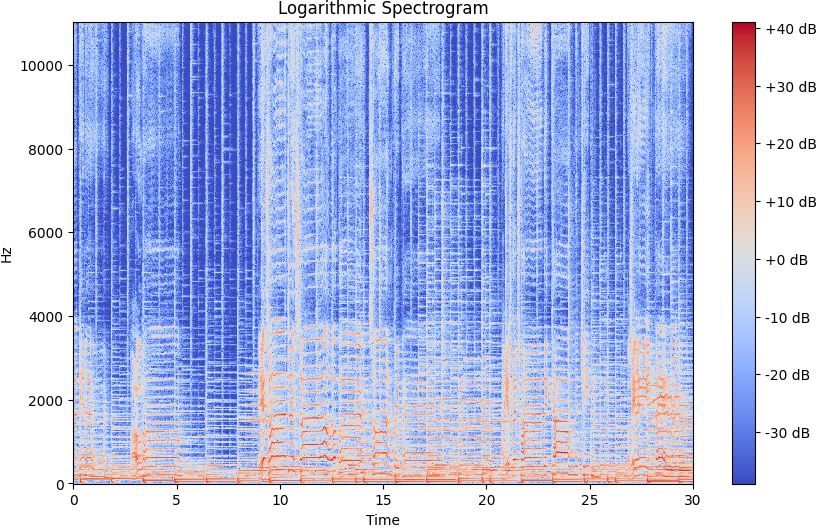 Logarithmic Spectrogram
Hz
10000
8000
6000
4000
2000
0
0 5 10 15 20 25 30
Time
+40 dB
+30 dB
+20 dB
+10 dB
+0 dB
-10 dB
-20 dB
-30 dB